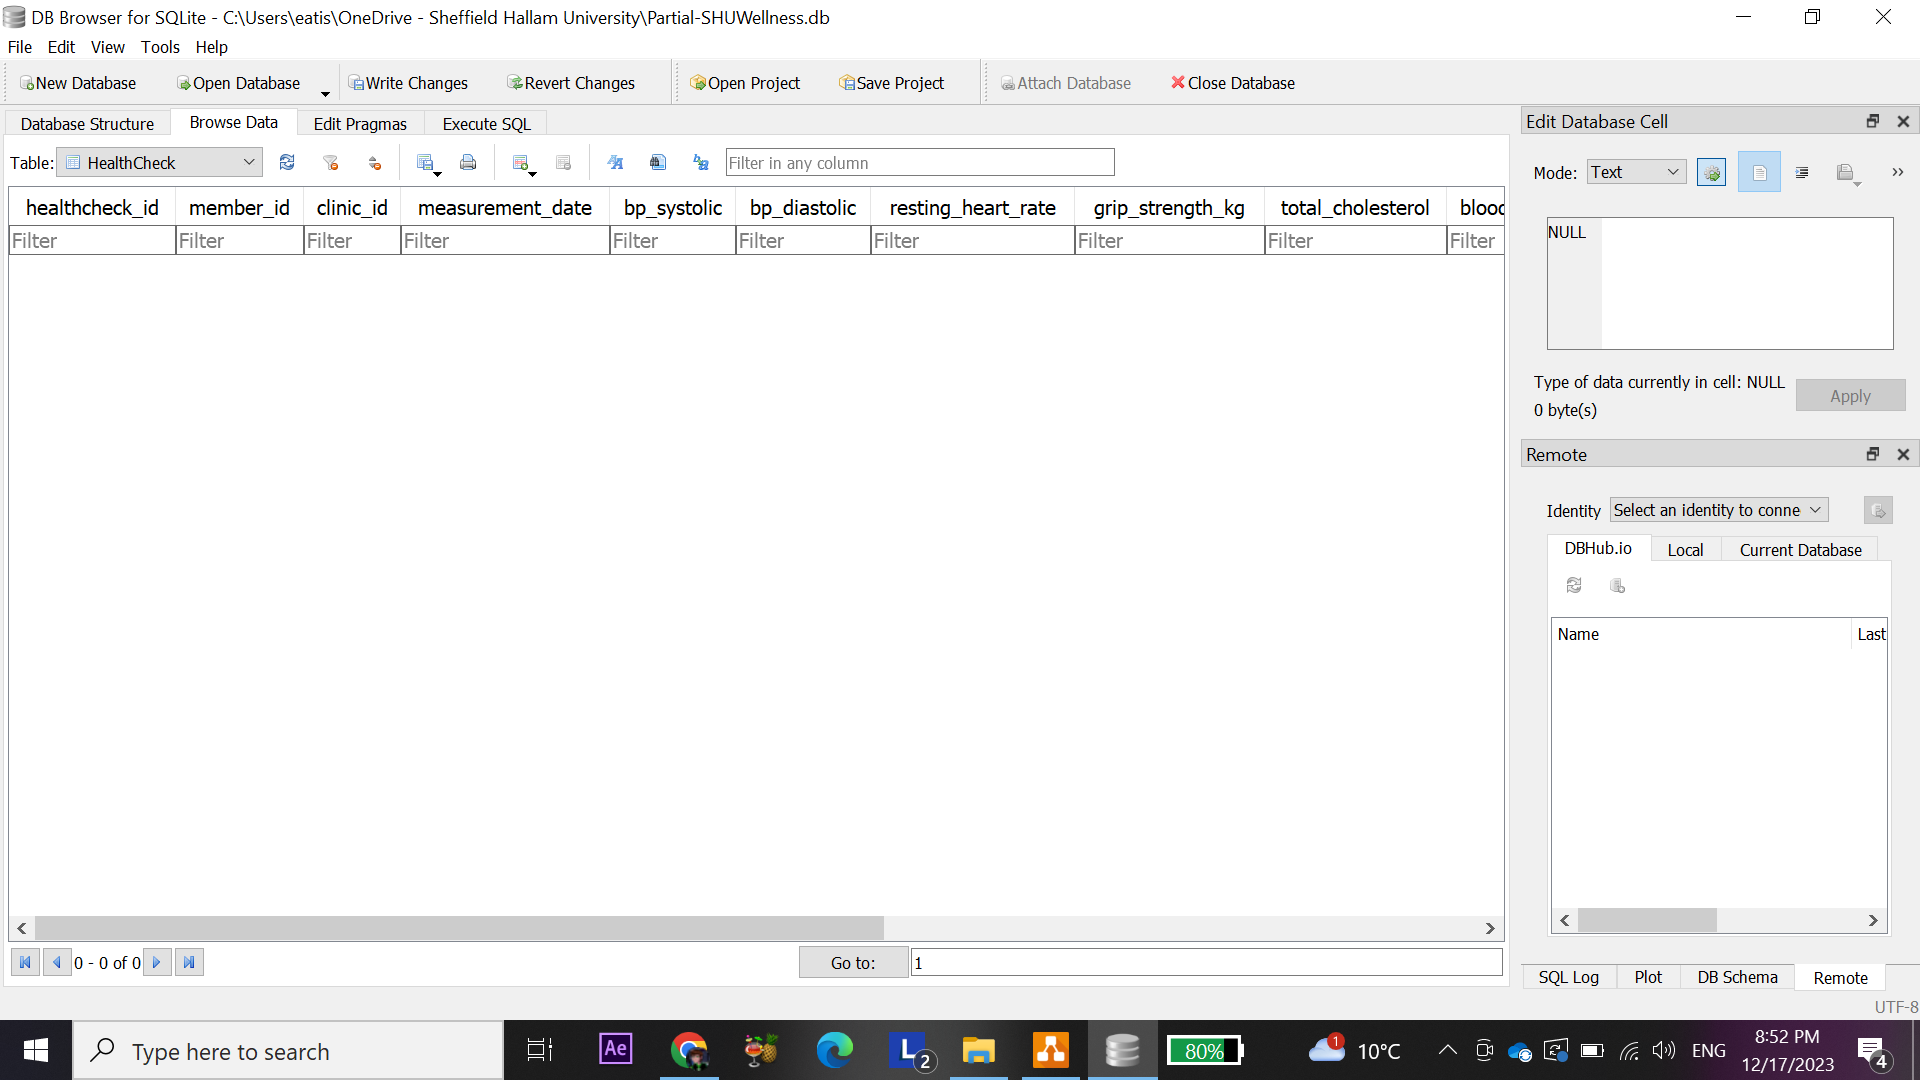 DB Browser for SQLite - C:\Users\eatis\OneDrive - Sheffield Hallam University\Partial-SHUWellness.db
File Edit View Tools Help
New Database Open Database Write Changes Revert Changes Open Project Save Project Attach Database Close Database
Database Structure Browse Data Edit Pragmas Execute SQL
Table: HealthCheck Filter in any column
healthcheck_id member_id clinic_id measurement_date bp_systolic bp_diastolic resting_heart_rate grip_strength_kg total_cholesterol blood
Filter Filter Filter Filter Filter Filter Filter Filter Filter Filter
0 - 0 of 0 Go to: 1
Edit Database Cell
Mode: Text
NULL
Type of data currently in cell: NULL
0 byte(s)
Apply
Remote
Identity Select an identity to conne
DBHub.io Local Current Database
Name Last
SQL Log Plot DB Schema Remote
UTF-8
Type here to search
Ae
L 2
80%
1
10°C
ENG
8:52 PM
12/17/2023
4